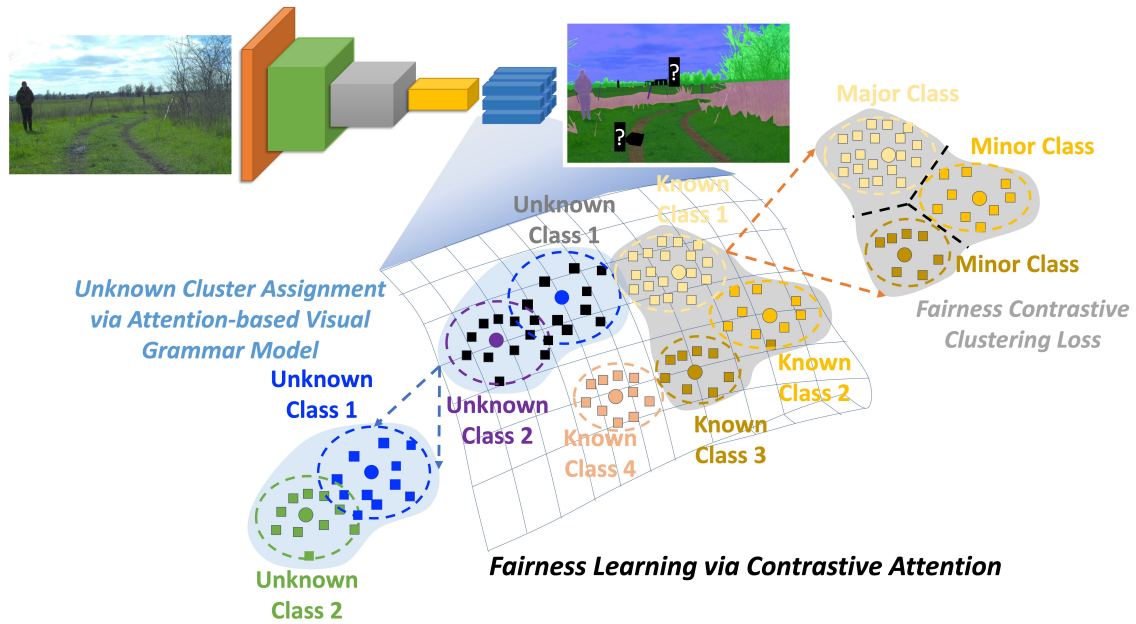 ?
?
Major Class
Minor Class
Minor Class
Fairness Contrastive
Clustering Loss
Known
Class 1
Unknown
Class 1
Unknown Cluster Assignment
via Attention-based Visual
Grammar Model
Known
Class 2
Unknown
Class 1
Unknown
Class 2
Known
Class 4
Known
Class 3
Fairness Learning via Contrastive Attention
Unknown
Class 2